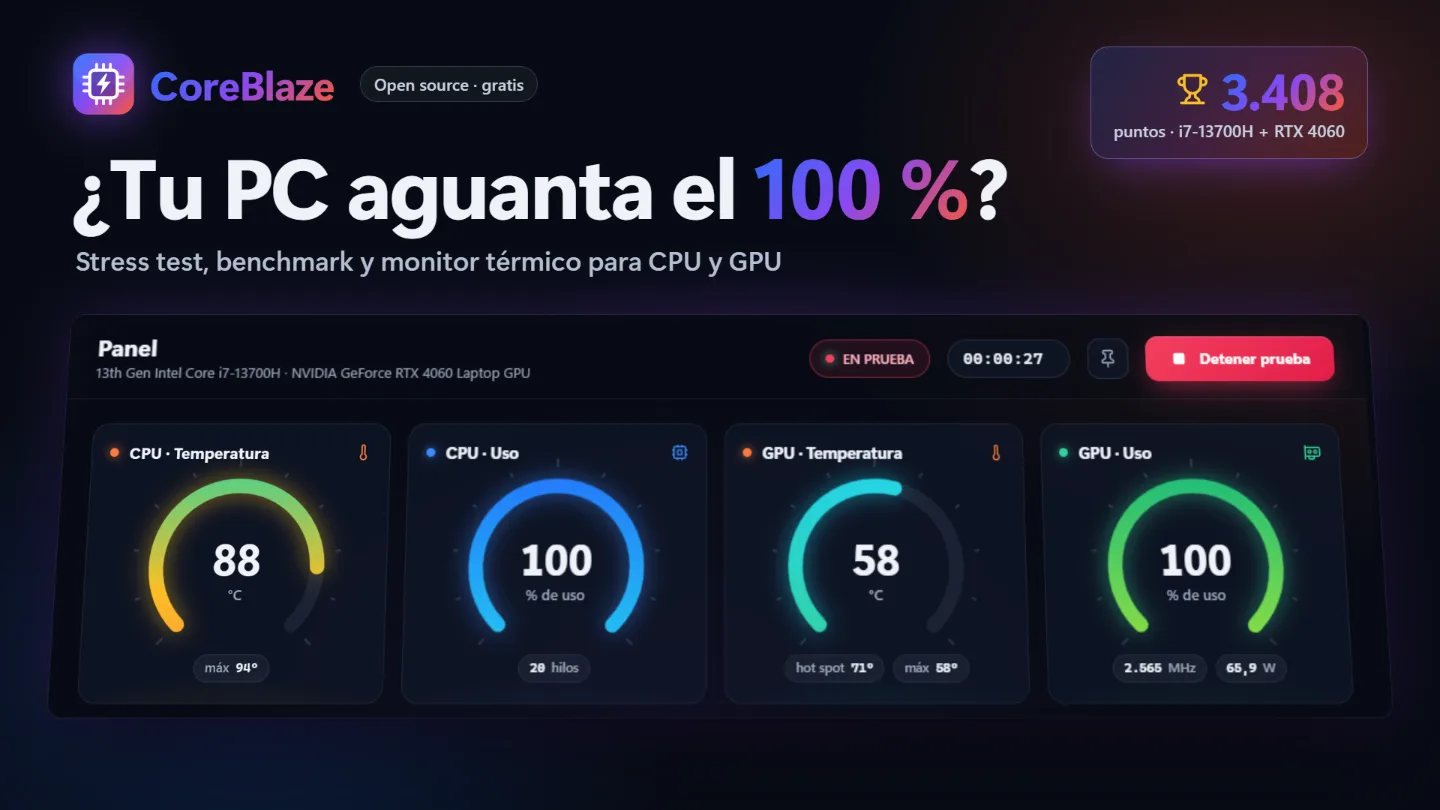 CoreBlaze
Open source · gratis
3.408
puntos · i7-13700H + RTX 4060
¿Tu PC aguanta el 100 %?
Stress test, benchmark y monitor térmico para CPU y GPU
Panel
13th Gen Intel Core i7-13700H · NVIDIA GeForce RTX 4060 Laptop GPU
EN PRUEBA
00:00:27
Detener prueba
CPU · Temperatura
88
°C
máx 94°
CPU · Uso
100
% de uso
20 hilos
GPU · Temperatura
58
°C
hot spot 71°
máx 58°
GPU · Uso
100
% de uso
2.565 MHz
65,9 W